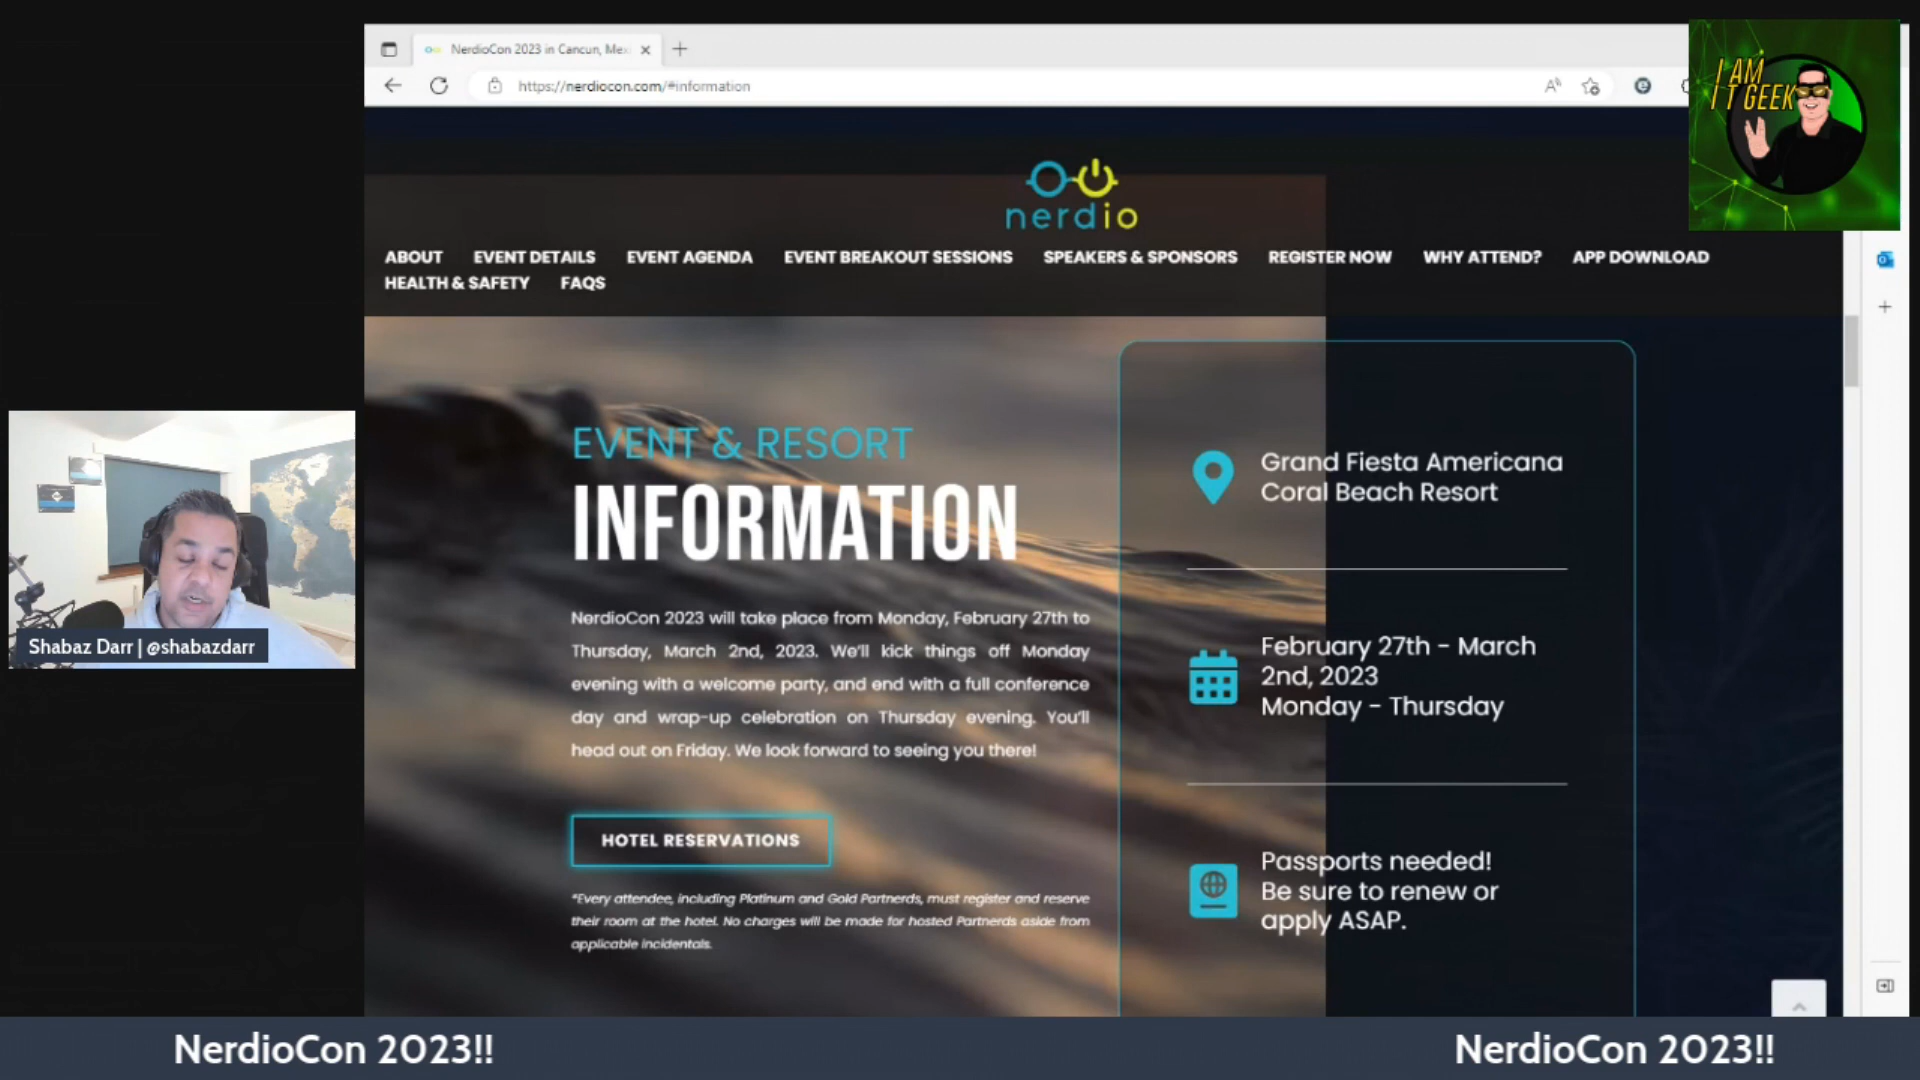 NerdioCon 2023 in Cancun, Mex
https://nerdiocon.com/#information
I AM
I T GEEK
nerdio
ABOUT EVENT DETAILS EVENT AGENDA EVENT BREAKOUT SESSIONS SPEAKERS & SPONSORS REGISTER NOW WHY ATTEND? APP DOWNLOAD
HEALTH & SAFETY FAQS
EVENT & RESORT
INFORMATION
NerdioCon 2023 will take place from Monday, February 27th to
Thursday, March 2nd, 2023. We'll kick things off Monday
evening with a welcome party, and end with a full conference
day and wrap-up celebration on Thursday evening. You'll
head out on Friday. We look forward to seeing you there!
HOTEL RESERVATIONS
*Every attendee, including Platinum and Gold Partnerds, must register and reserve
their room at the hotel. No charges will be made for hosted Partnerds aside from
applicable incidentals.
Grand Fiesta Americana
Coral Beach Resort
February 27th - March
2nd, 2023
Monday - Thursday
Passports needed!
Be sure to renew or
apply ASAP.
Shabaz Darr | @shabazdarr
NerdioCon 2023!! NerdioCon 2023!!